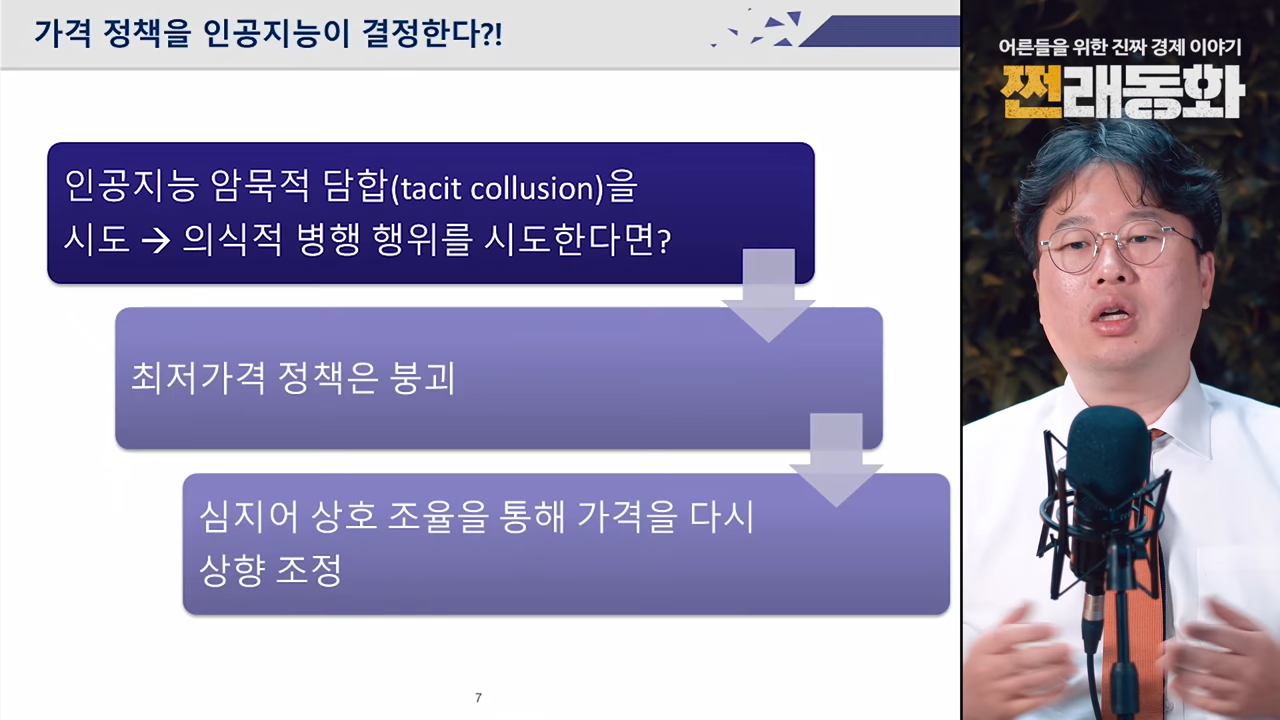 가격 정책을 인공지능이 결정한다?!
어른들을 위한 진짜 경제 이야기
쩐래동화
인공지능 암묵적 담합(tacit collusion)을
시도 → 의식적 병행 행위를 시도한다면?
최저가격 정책은 붕괴
심지어 상호 조율을 통해 가격을 다시
상향 조정
7